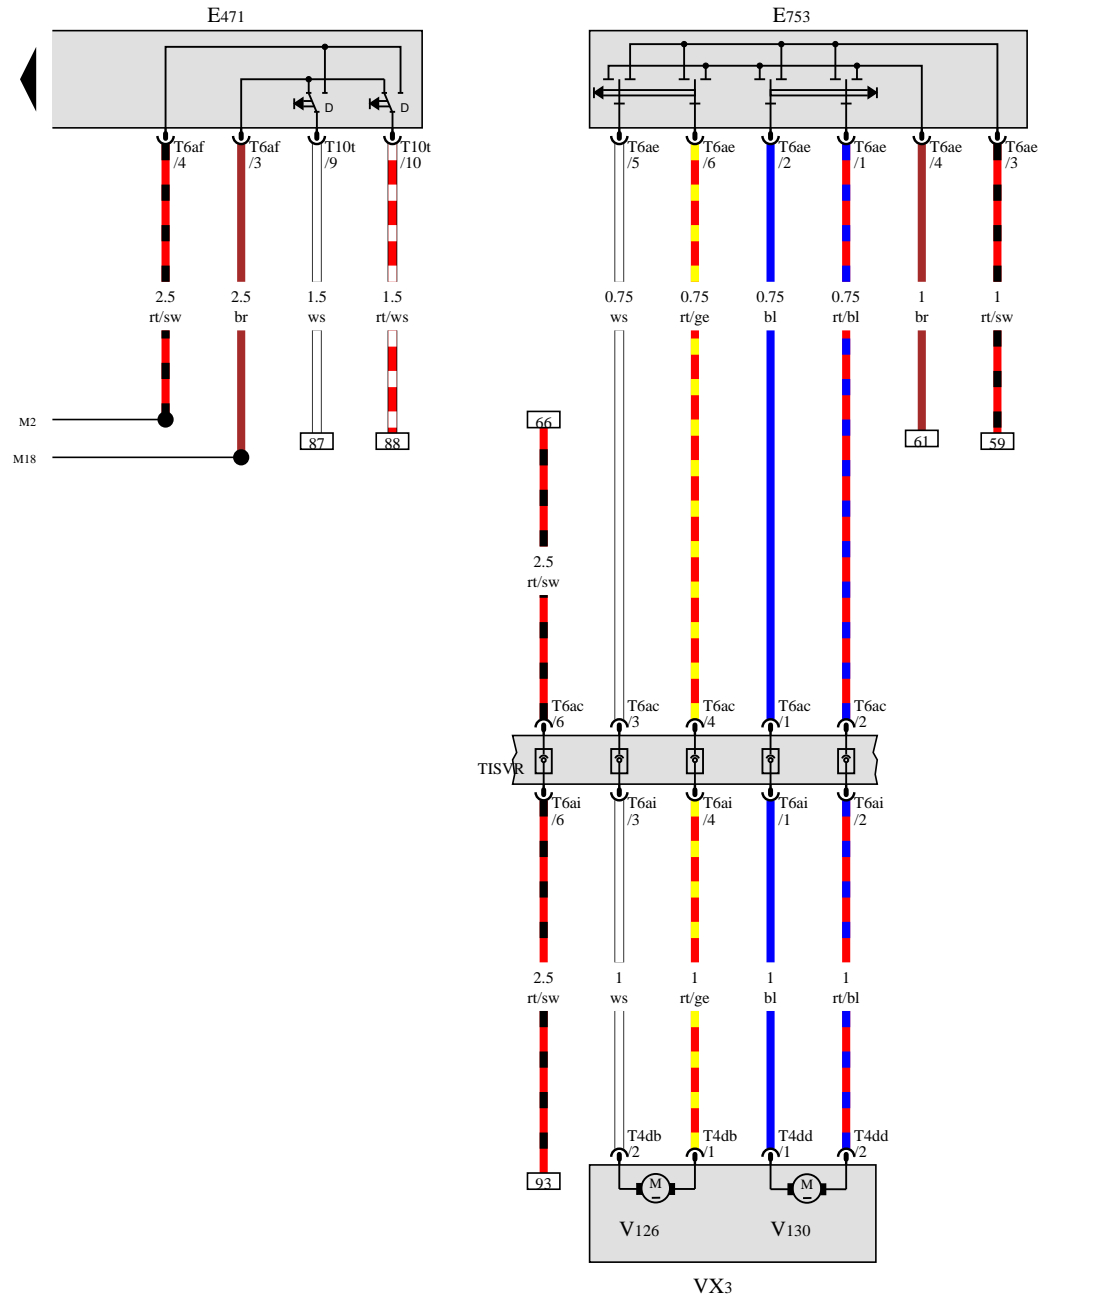 E471
E753
D
D
T6af
/4
T6af
/3
T10t
/9
T10t
/10
T6ae
/5
T6ae
/6
T6ae
/2
T6ae
/1
T6ae
/4
T6ae
/3
2.5
rt/sw
2.5
br
1.5
ws
1.5
rt/ws
0.75
ws
0.75
rt/ge
0.75
bl
0.75
rt/bl
1
br
1
rt/sw
M2
M18
87
88
66
61
59
2.5
rt/sw
T6ac
/6
T6ac
/3
T6ac
/4
T6ac
/1
T6ac
/2
TISVR
T6ai
/6
T6ai
/3
T6ai
/4
T6ai
/1
T6ai
/2
2.5
rt/sw
1
ws
1
rt/ge
1
bl
1
rt/bl
T4db
/2
T4db
/1
T4dd
/1
T4dd
/2
93
M
M
V126
V130
VX3